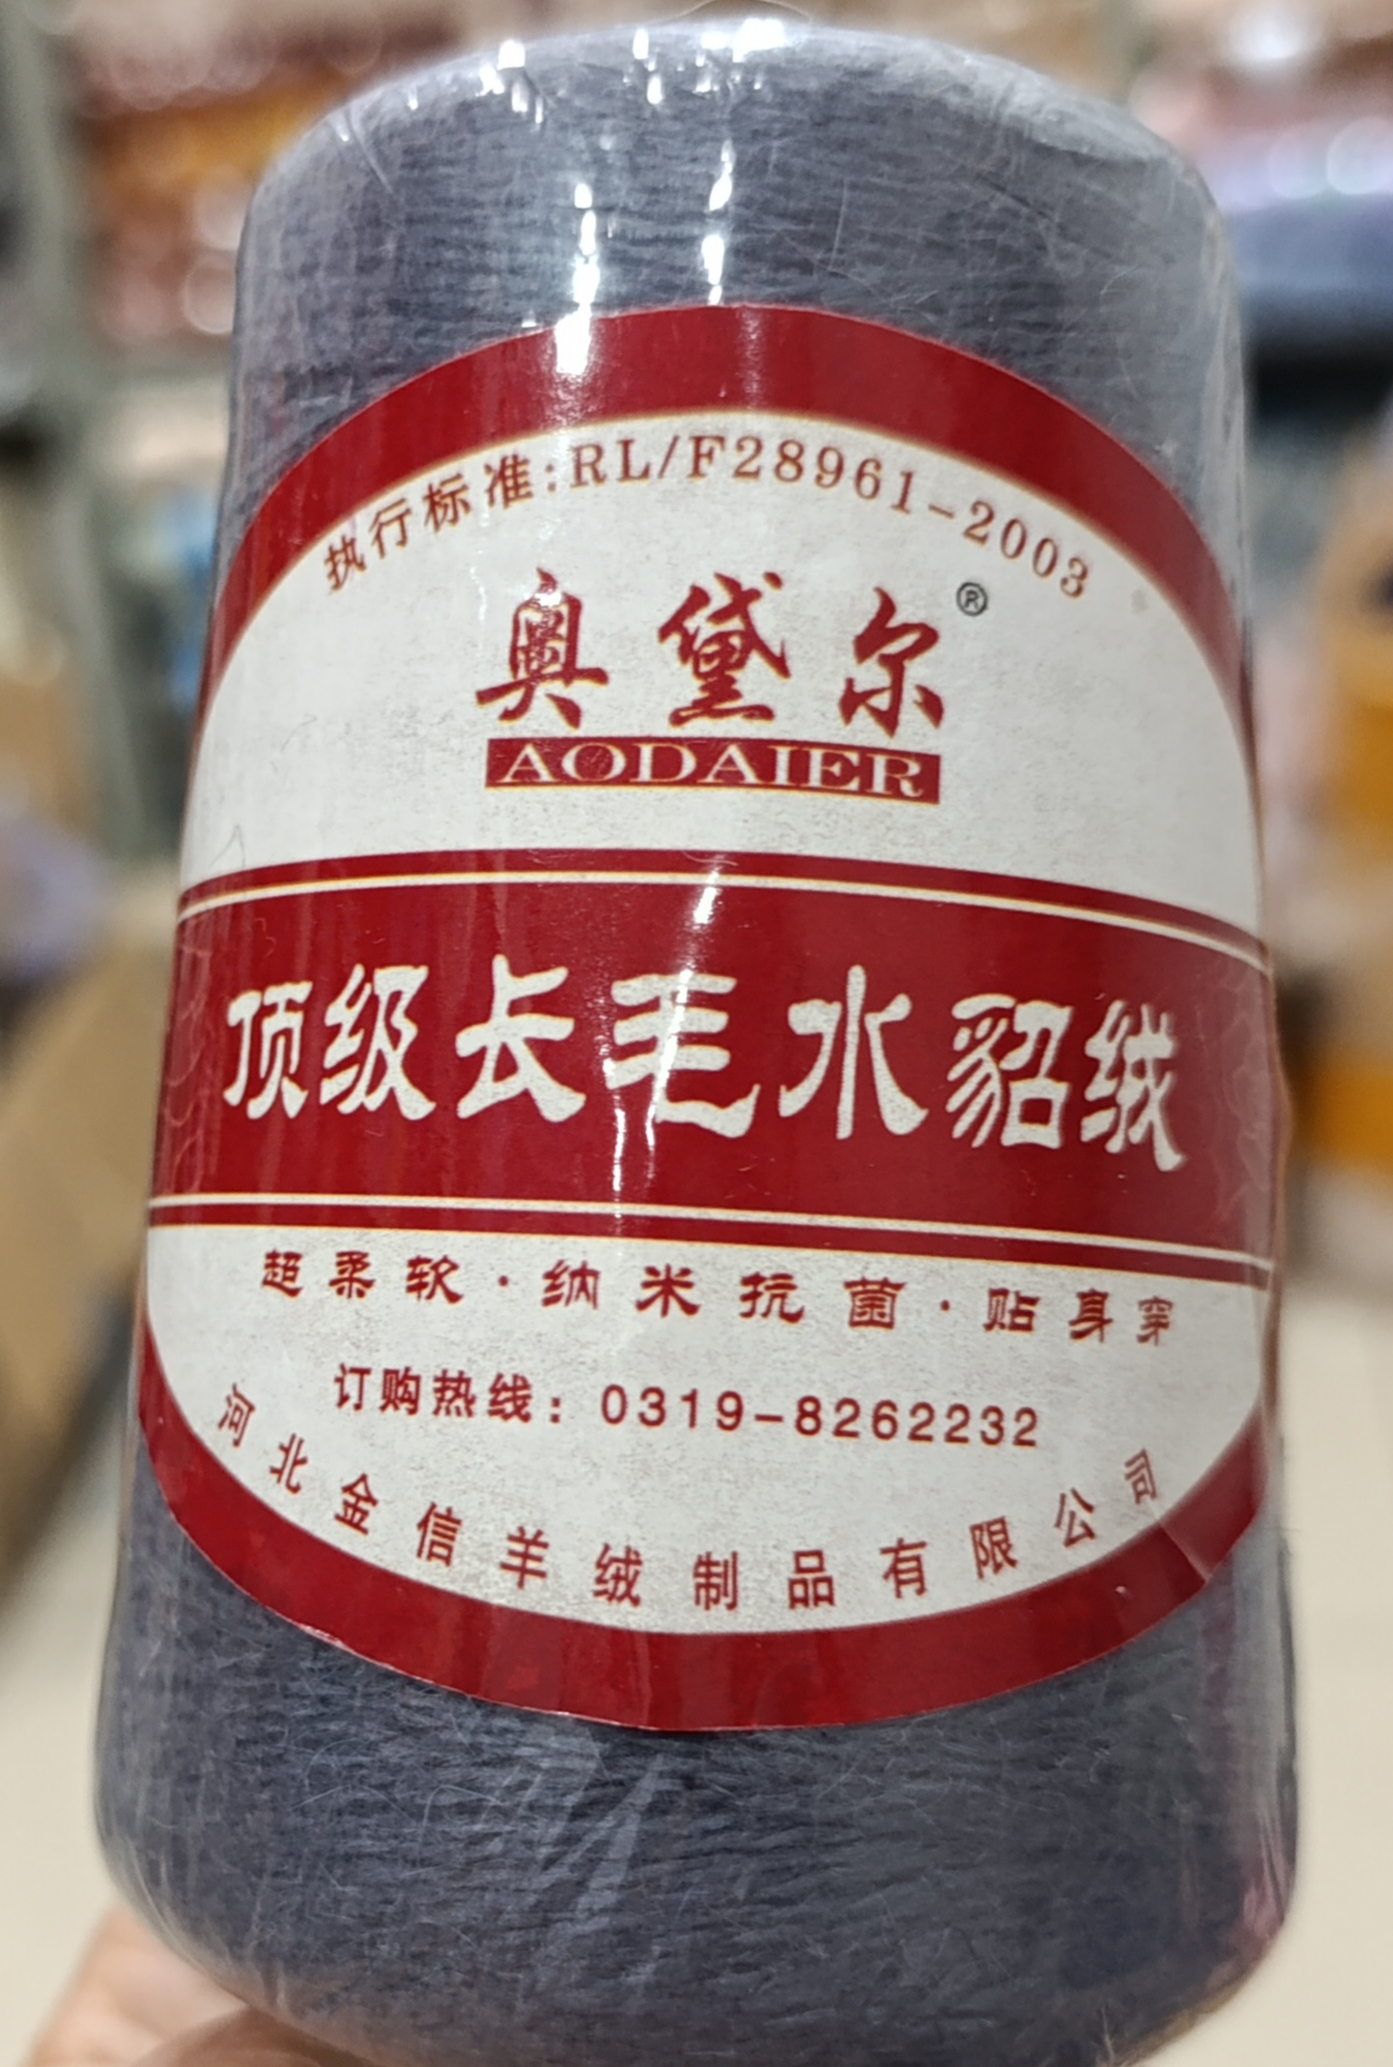 执行标准:RL/F28961-2003
奥黛尔®
AODAIER
顶级长毛水貂绒
超柔软·纳米抗菌·贴身穿
订购热线：0319-8262232
河北金信羊绒制品有限公司